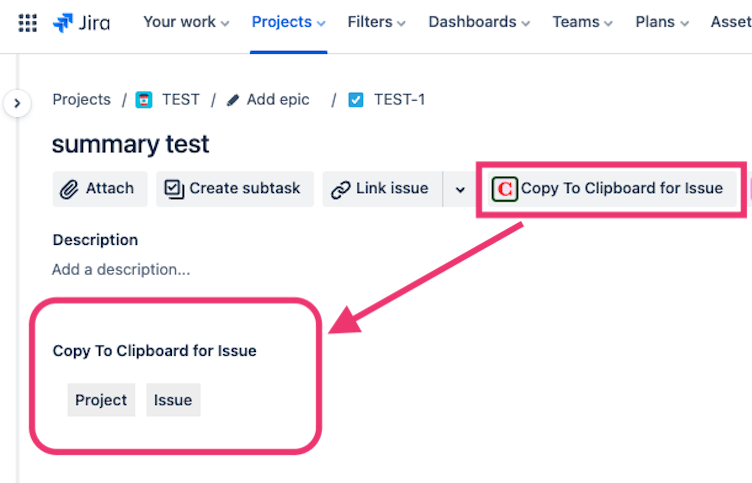 Jira Your work Projects Filters Dashboards Teams Plans Asset
Projects / TEST / Add epic / TEST-1
summary test
Attach Create subtask Link issue C Copy To Clipboard for Issue
Description
Add a description...
Copy To Clipboard for Issue
Project Issue